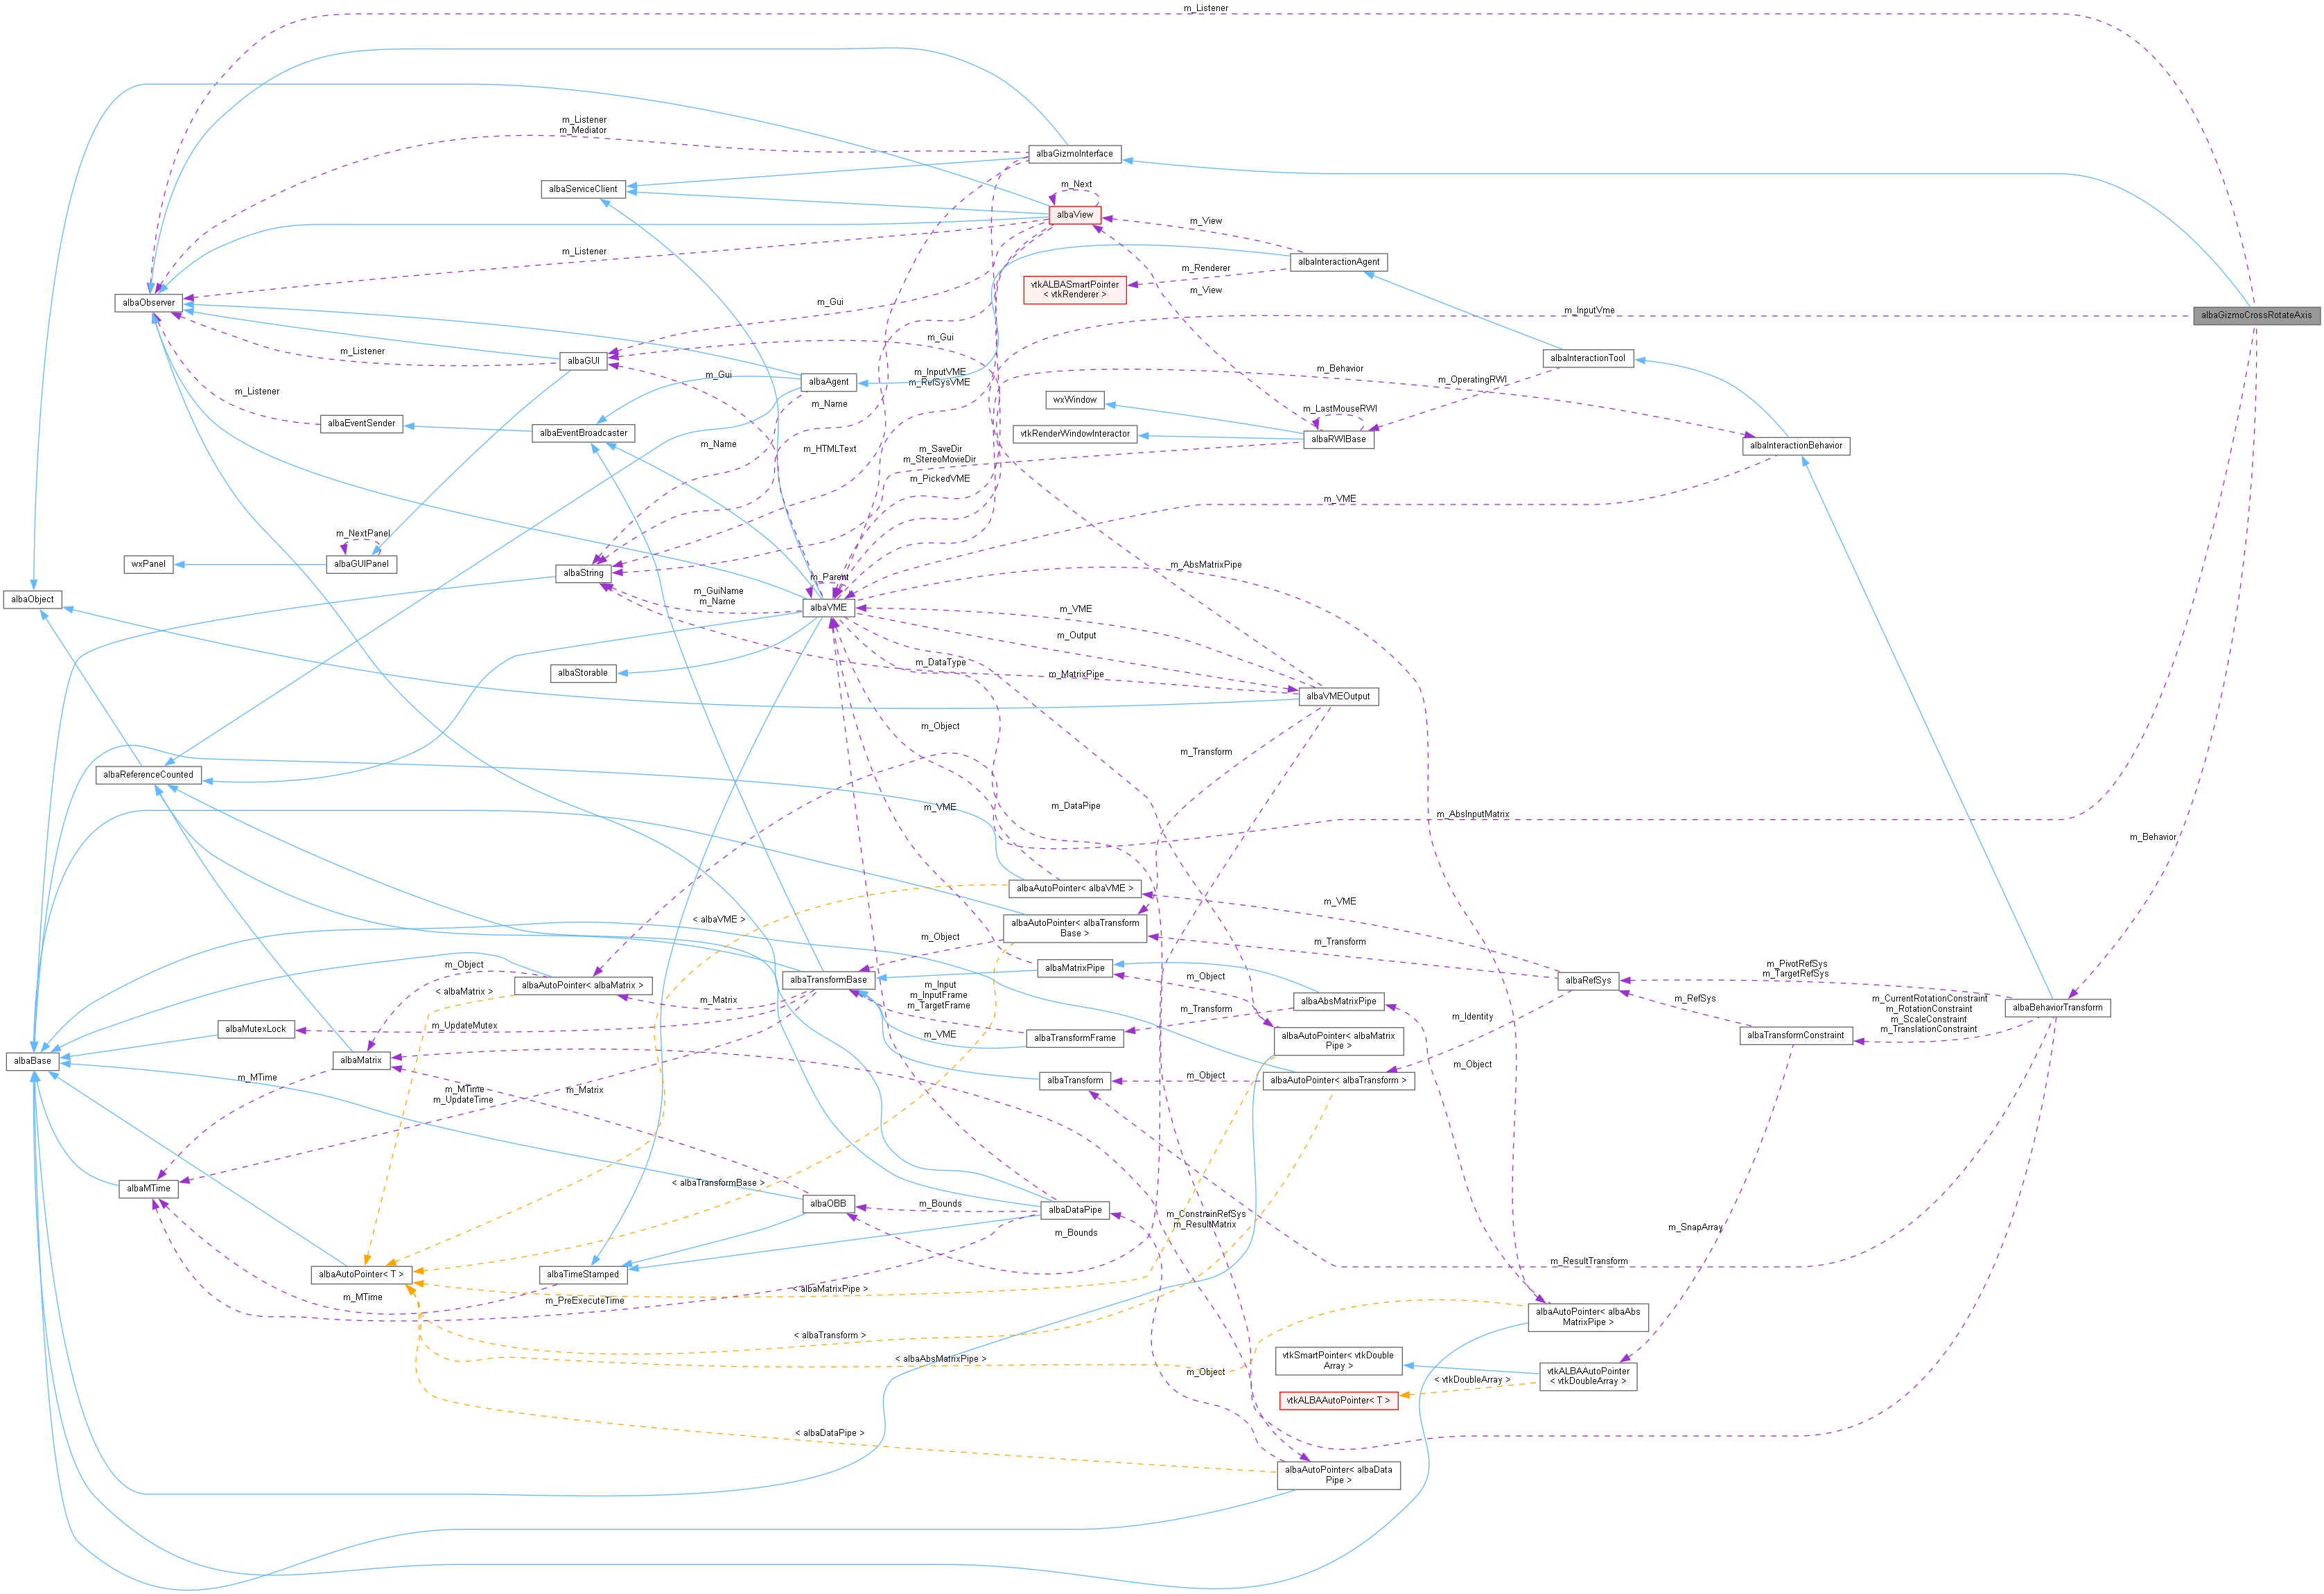 m_Listener
m_Listener
m_Mediator
albaGizmoInterface
albaServiceClient
m_Next
albaView
m_View
m_Listener
albaInteractionAgent
m_Renderer
vtkALBASmartPointer
< vtkRenderer >
m_View
albaObserver
m_Gui
m_InputVme
albaGizmoCrossRotateAxis
m_Gui
m_Listener
albaGUI
albaInteractionTool
m_Gui
albaAgent
m_InputVME
m_RefSysVME
m_Behavior
m_OperatingRWI
m_Listener
m_Name
wxWindow
m_LastMouseRWI
albaEventSender
albaEventBroadcaster
vtkRenderWindowInteractor
albaRWIBase
albaInteractionBehavior
m_Name
m_HTMLText
m_SaveDir
m_StereoMovieDir
m_PickedVME
m_VME
m_NextPanel
wxPanel
albaGUIPanel
albaString
m_Parent
m_AbsMatrixPipe
albaObject
m_GuiName
m_Name
albaVME
m_VME
m_Output
albaStorable
m_DataType
m_MatrixPipe
albaVMEOutput
m_Object
m_Transform
albaReferenceCounted
m_VME
m_DataPipe
m_AbsInputMatrix
m_Behavior
albaAutoPointer< albaVME >
m_VME
< albaVME >
albaAutoPointer< albaTransform
Base >
m_Object
m_Transform
m_Object
albaMatrixPipe
m_PivotRefSys
m_TargetRefSys
albaAutoPointer< albaMatrix >
albaTransformBase
m_Object
albaRefSys
< albaMatrix >
m_Matrix
m_Input
m_InputFrame
m_TargetFrame
albaAbsMatrixPipe
m_RefSys
m_CurrentRotationConstraint
m_RotationConstraint
m_ScaleConstraint
m_TranslationConstraint
albaBehaviorTransform
m_Transform
m_Identity
albaMutexLock
m_UpdateMutex
m_VME
albaTransformFrame
albaAutoPointer< albaMatrix
Pipe >
albaTransformConstraint
albaBase
albaMatrix
m_Object
m_MTime
m_MTime
m_UpdateTime
m_Matrix
albaTransform
m_Object
albaAutoPointer< albaTransform >
albaMTime
< albaTransformBase >
albaOBB
m_Bounds
albaDataPipe
m_ConstrainRefSys
m_ResultMatrix
m_Bounds
m_SnapArray
m_ResultTransform
albaAutoPointer< T >
albaTimeStamped
< albaMatrixPipe >
m_MTime
m_PreExecuteTime
albaAutoPointer< albaAbs
MatrixPipe >
< albaTransform >
< albaAbsMatrixPipe >
m_Object
vtkSmartPointer< vtkDouble
Array >
< vtkDoubleArray >
vtkALBAAutoPointer
< vtkDoubleArray >
vtkALBAAutoPointer< T >
< albaDataPipe >
albaAutoPointer< albaData
Pipe >